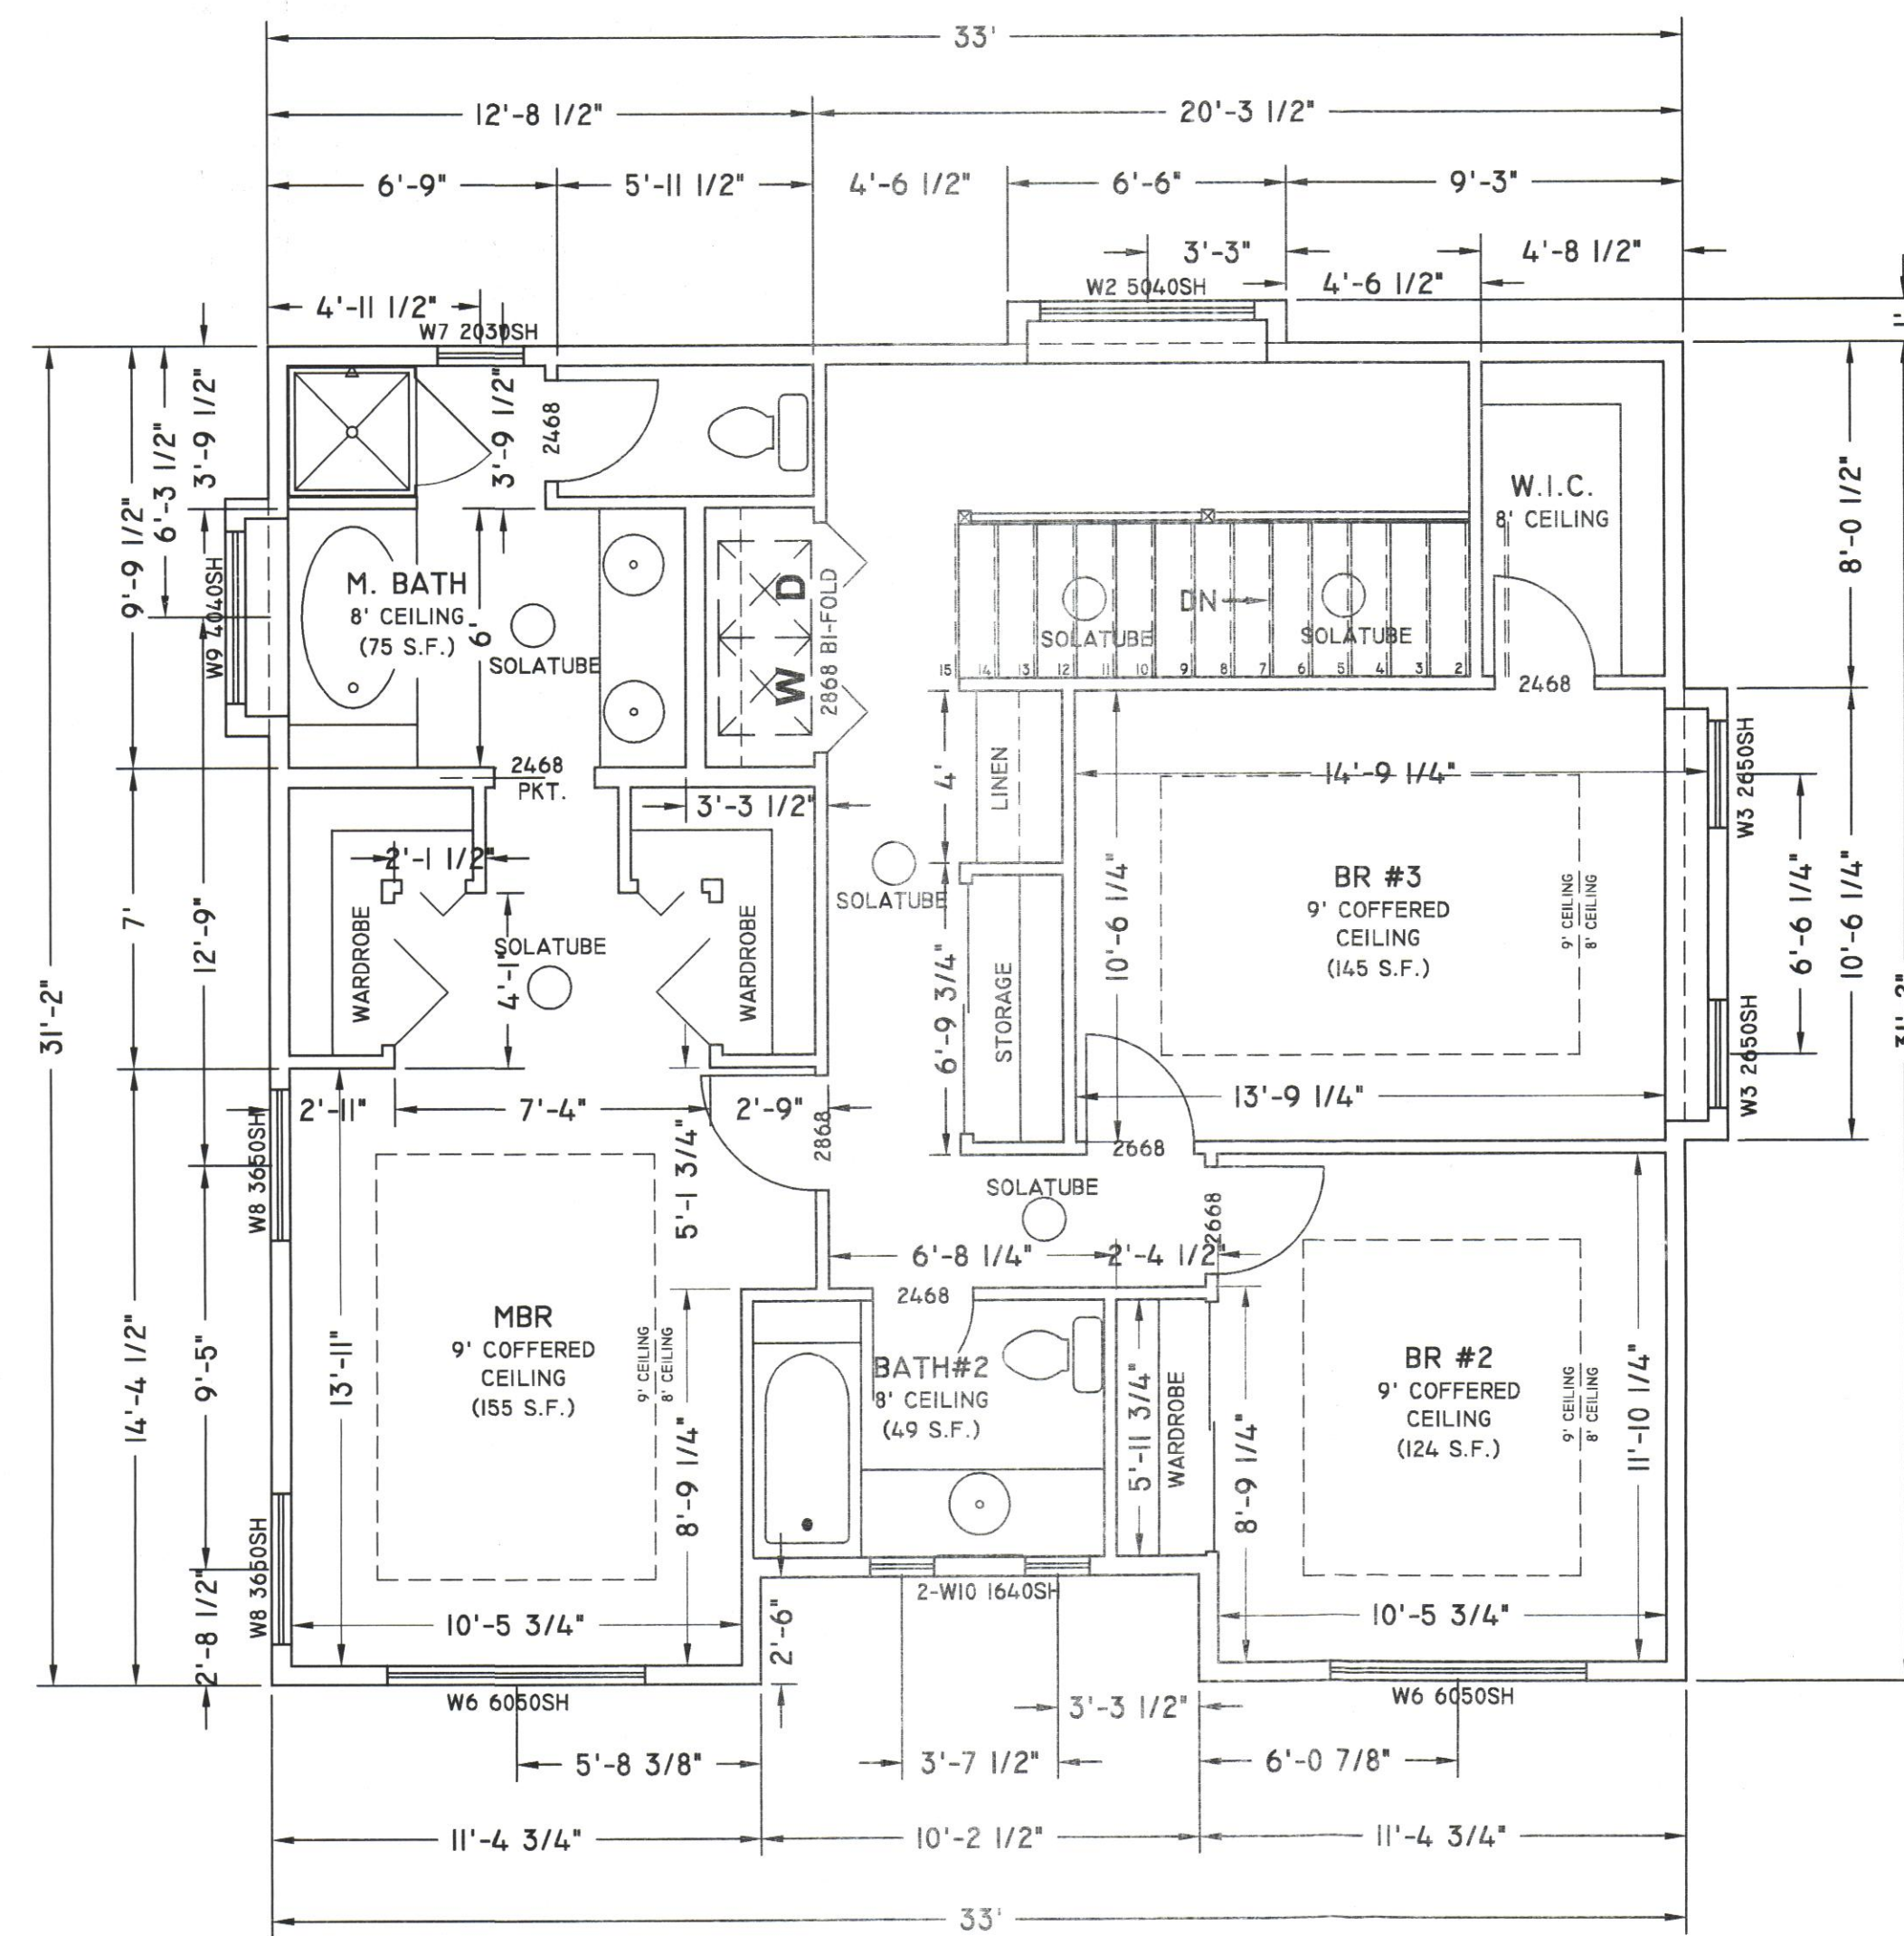 33'
12'-8 1/2"
20'-3 1/2"
6'-9"
5'-11 1/2"
4'-6 1/2"
6'-6"
9'-3"
3'-3"
4'-8 1/2"
4'-6 1/2"
W2 5040SH
4'-11 1/2"
W7 2030SH
3'-9 1/2"
6'-3 1/2"
9'-9 1/2"
3'-9 1/2"
2468
W.I.C.
8' CEILING
8'-0 1/2"
M. BATH
8' CEILING
(75 S.F.)
6'
W9 4040SH
SOLATUBE
D
W
2868 BI-FOLD
DN
SOLATUBE
SOLATUBE
15 14 13 12 11 10 9 8 7 6 5 4 3 2
2468
2468
PKT.
3'-3 1/2"
2'-1 1/2"
4'
LINEN
14'-9 1/4"
W3 2650SH
7'
12'-9"
31'-2"
WARDROBE
SOLATUBE
4'-1"
WARDROBE
SOLATUBE
6'-9 3/4"
STORAGE
10'-6 1/4"
BR #3
9' COFFERED
CEILING
(145 S.F.)
9' CEILING
8' CEILING
6'-6 1/4"
10'-6 1/4"
W3 2650SH
2'-11"
7'-4"
2'-9"
2868
13'-9 1/4"
2668
W8 3650SH
5'-1 3/4"
SOLATUBE
2668
6'-8 1/4"
2'-4 1/2"
2468
14'-4 1/2"
9'-5"
13'-11"
MBR
9' COFFERED
CEILING
(155 S.F.)
9' CEILING
8' CEILING
8'-9 1/4"
BATH#2
8' CEILING
(49 S.F.)
5'-11 3/4"
WARDROBE
8'-9 1/4"
BR #2
9' COFFERED
CEILING
(124 S.F.)
9' CEILING
8' CEILING
11'-10 1/4"
W8 3650SH
2'-8 1/2"
10'-5 3/4"
2'-6"
2-W10 1640SH
10'-5 3/4"
W6 6050SH
W6 6050SH
3'-3 1/2"
5'-8 3/8"
3'-7 1/2"
6'-0 7/8"
11'-4 3/4"
10'-2 1/2"
11'-4 3/4"
33'